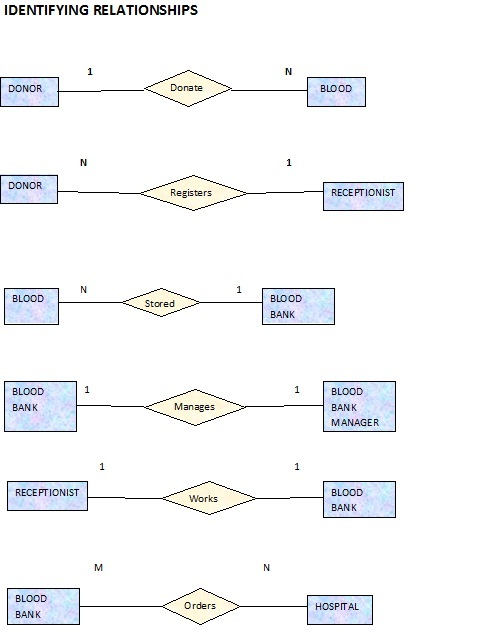 IDENTIFYING RELATIONSHIPS
1 N
DONOR Donate BLOOD
N 1
DONOR Registers RECEPTIONIST
N 1
BLOOD Stored BLOOD
BANK
1 1
BLOOD Manages BLOOD
BANK BANK
MANAGER
1 1
RECEPTIONIST Works BLOOD
BANK
M N
BLOOD Orders HOSPITAL
BANK